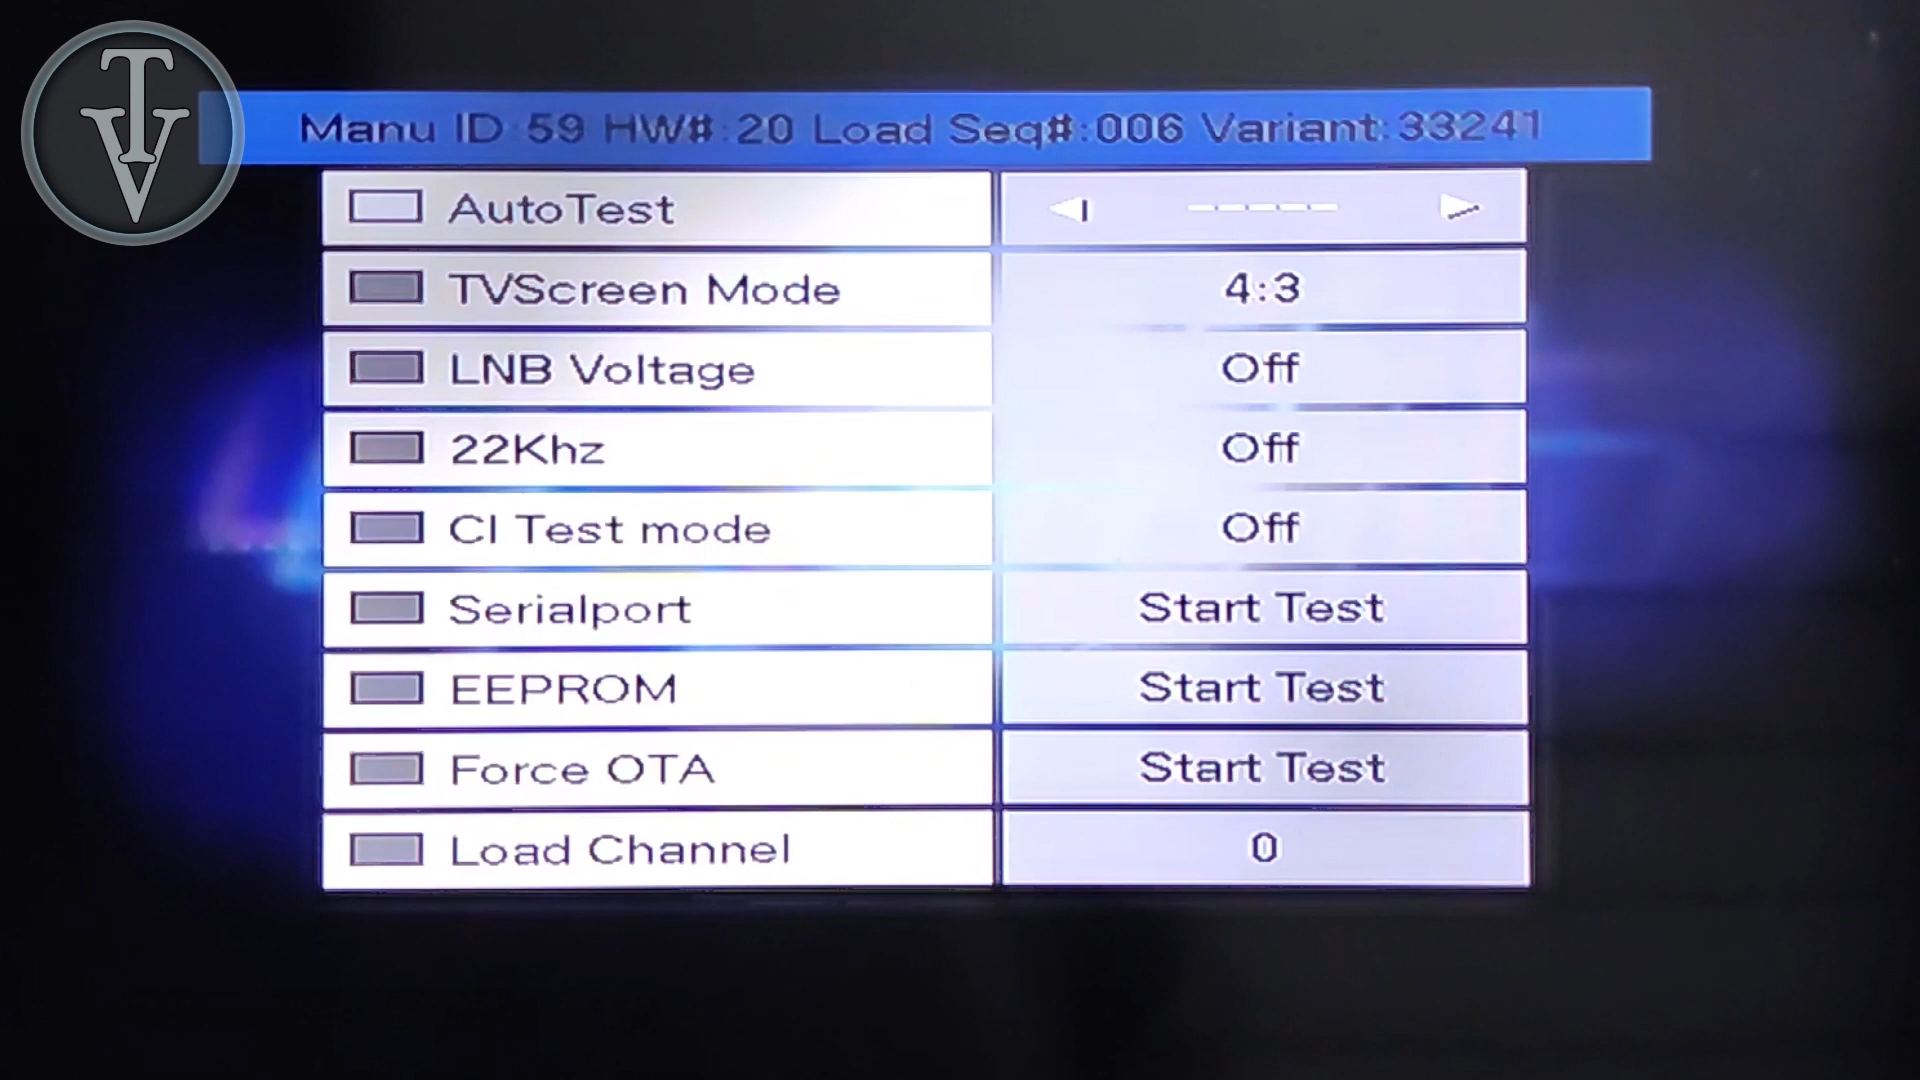 TV
Manu ID:59 HW#:20 Load Seq#:006 Variant:33241
AutoTest ------
TVScreen Mode 4:3
LNB Voltage Off
22Khz Off
CI Test mode Off
Serialport Start Test
EEPROM Start Test
Force OTA Start Test
Load Channel 0